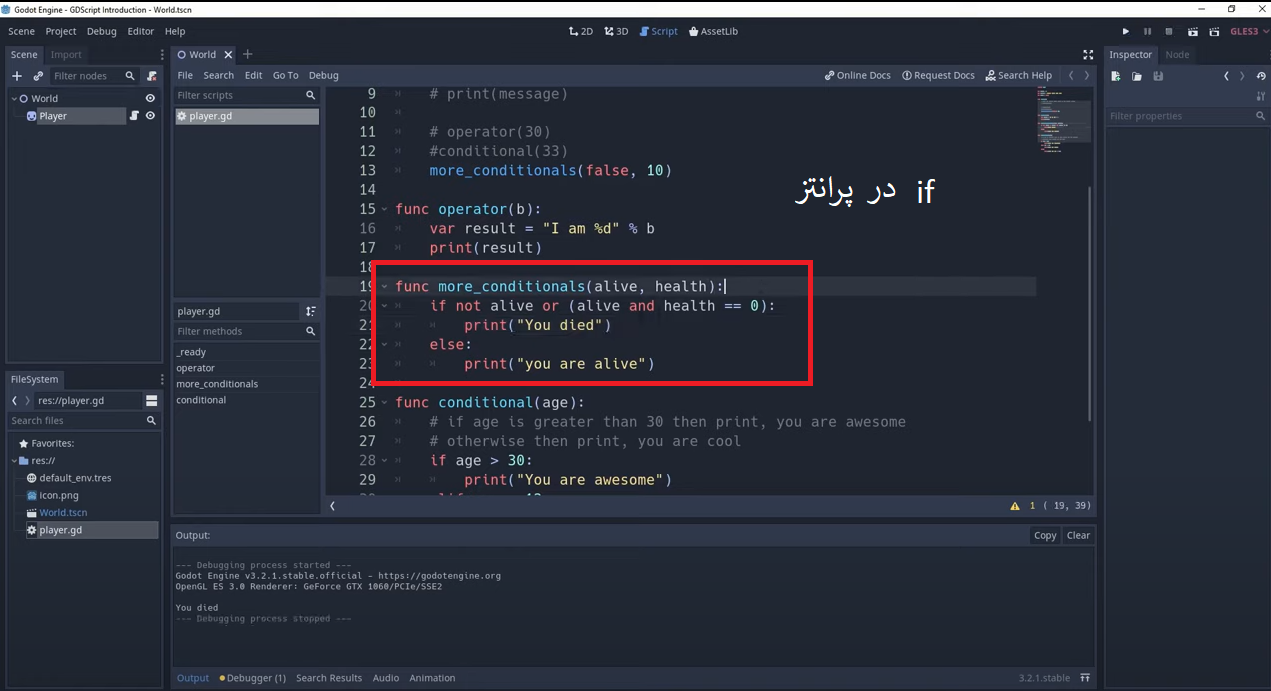 Godot Engine - GDScript Introduction - World.tscn
Scene Project Debug Editor Help
2D 3D Script AssetLib
GLES3
Scene Import
World
Inspector Node
Filter nodes
File Search Edit Go To Debug
Online Docs Request Docs Search Help
World
Player
Filter scripts
player.gd
Filter properties
9 # print(message)
10
11 # operator(30)
12 #conditional(33)
13 more_conditionals(false, 10)
14
15 func operator(b):
16 var result = "I am %d" % b
17 print(result)
18
19 func more_conditionals(alive, health):
20 if not alive or (alive and health == 0):
21 print("You died")
22 else:
23 print("you are alive")
24
25 func conditional(age):
26 # if age is greater than 30 then print, you are awesome
27 # otherwise then print, you are cool
28 if age > 30:
29 print("You are awesome")
if در پرانتز
player.gd
Filter methods
_ready
operator
more_conditionals
conditional
1 ( 19, 39)
FileSystem
res://player.gd
Search files
Favorites:
res://
default_env.tres
icon.png
World.tscn
player.gd
Output:
Copy Clear
--- Debugging process started ---
Godot Engine v3.2.1.stable.official - https://godotengine.org
OpenGL ES 3.0 Renderer: GeForce GTX 1060/PCIe/SSE2
You died
--- Debugging process stopped ---
Output Debugger (1) Search Results Audio Animation
3.2.1.stable